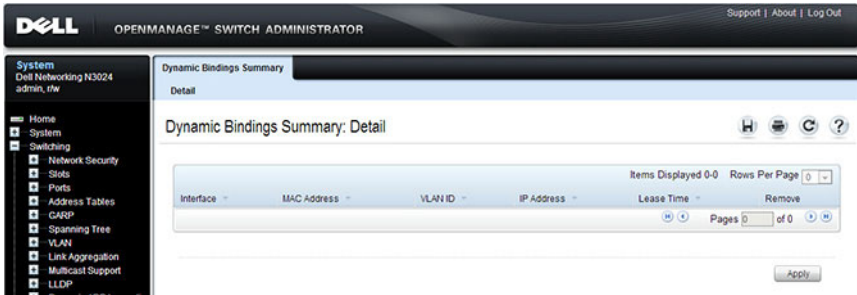 Support | About | Log Out
DELL OPENMANAGE™ SWITCH ADMINISTRATOR
System
Dell Networking N3024
admin, r/w
Home
System
Switching
Network Security
Slots
Ports
Address Tables
GARP
Spanning Tree
VLAN
Link Aggregation
Multicast Support
LLDP
Dynamic Bindings Summary
Detail
Dynamic Bindings Summary: Detail
Items Displayed 0-0 Rows Per Page 0
Interface MAC Address VLAN ID IP Address Lease Time Remove
Pages 0 of 0
Apply